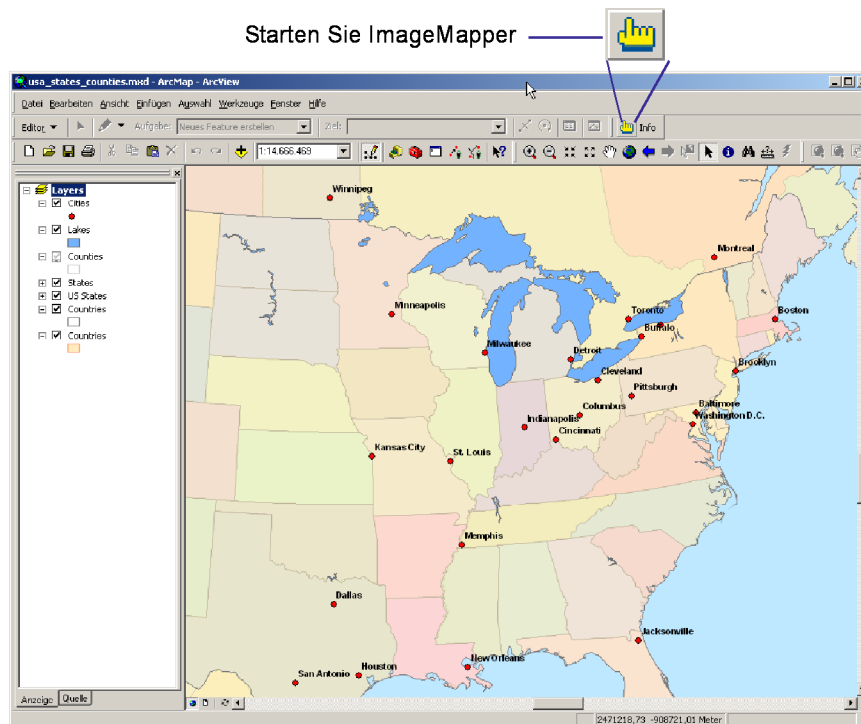 Starten Sie ImageMapper
usa_states_counties.mxd - ArcMap - ArcView
Datei Bearbeiten Ansicht Einfügen Auswahl Werkzeuge Fenster Hilfe
Editor Aufgabe: Neues Feature erstellen Ziel: Info
1:14.666.469
Layers
Cities
Lakes
Counties
States
US States
Countries
Countries
Anzeige Quelle
Winnipeg
Montreal
Minneapolis
Toronto
Boston
Buffalo
Milwaukee
Detroit
Brooklyn
Cleveland
Pittsburgh
Baltimore
Columbus
Washington D.C.
Indianapolis
Cincinnati
Kansas City
St. Louis
Memphis
Dallas
Jacksonville
New Orleans
Houston
San Antonio
2471218,73 -908721,01 Meter